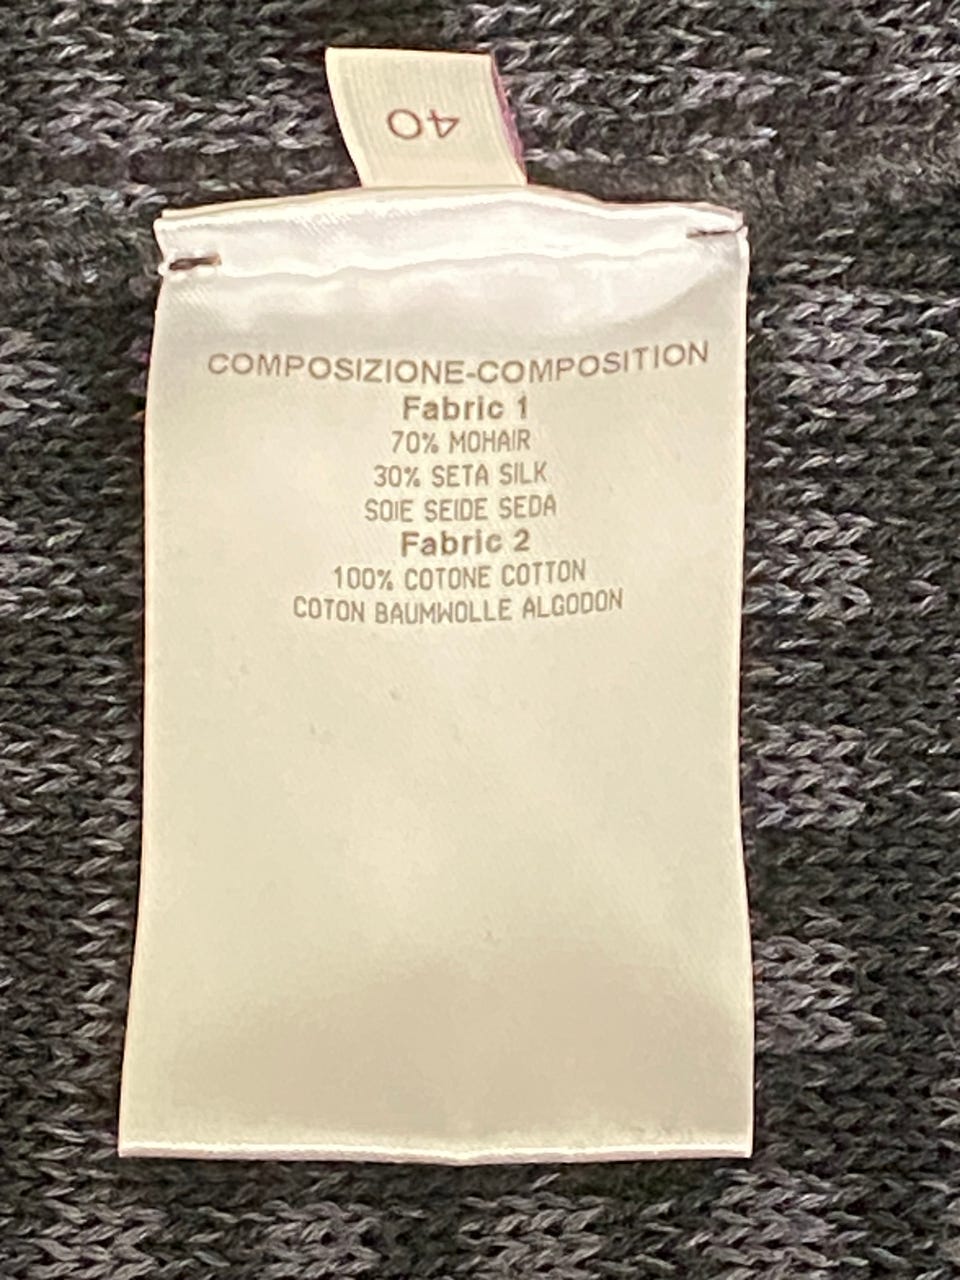 40
COMPOSIZIONE-COMPOSITION
Fabric 1
70% MOHAIR
30% SETA SILK
SOIE SEIDE SEDA
Fabric 2
100% COTONE COTTON
COTON BAUMWOLLE ALGODON